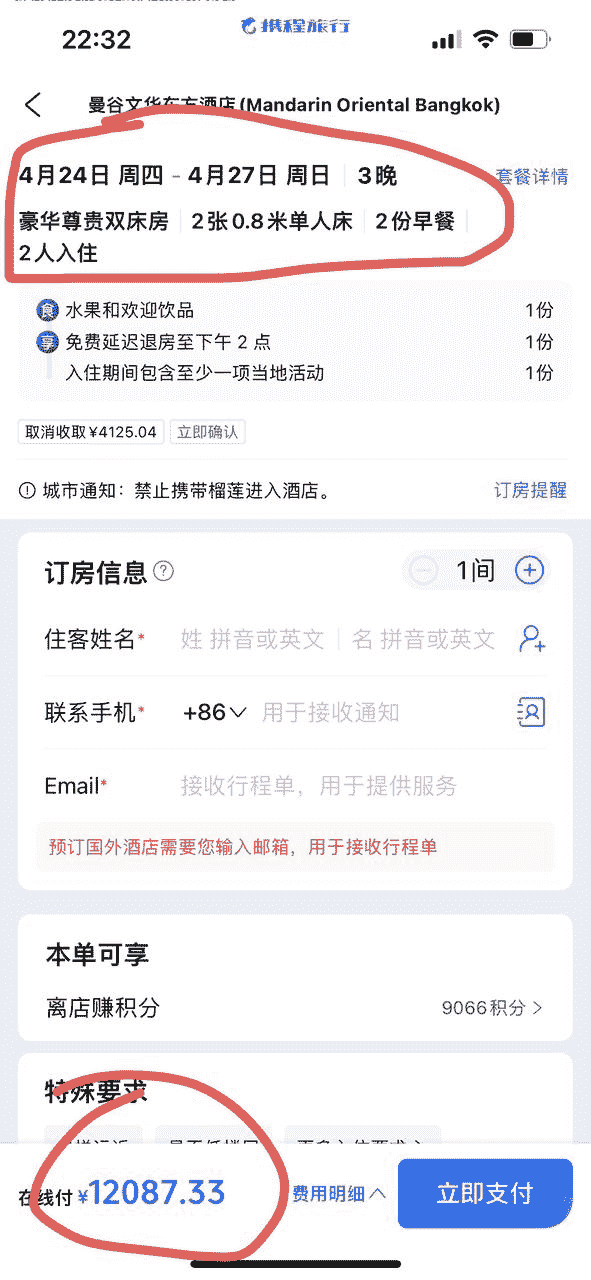 22:32
携程旅行
曼谷文华东方酒店(Mandarin Oriental Bangkok)
4月24日 周四 - 4月27日 周日 3晚
套餐详情
豪华尊贵双床房 2张0.8米单人床 2份早餐
2人入住
食 水果和欢迎饮品 1份
享 免费延迟退房至下午 2 点 1份
入住期间包含至少一项当地活动 1份
取消收取¥4125.04 立即确认
城市通知：禁止携带榴莲进入酒店。 订房提醒
订房信息 1间
住客姓名* 姓 拼音或英文 名 拼音或英文
联系手机* +86 用于接收通知
Email* 接收行程单，用于提供服务
预订国外酒店需要您输入邮箱，用于接收行程单
本单可享
离店赚积分 9066积分
特殊要求
在线付 ¥12087.33 费用明细 立即支付